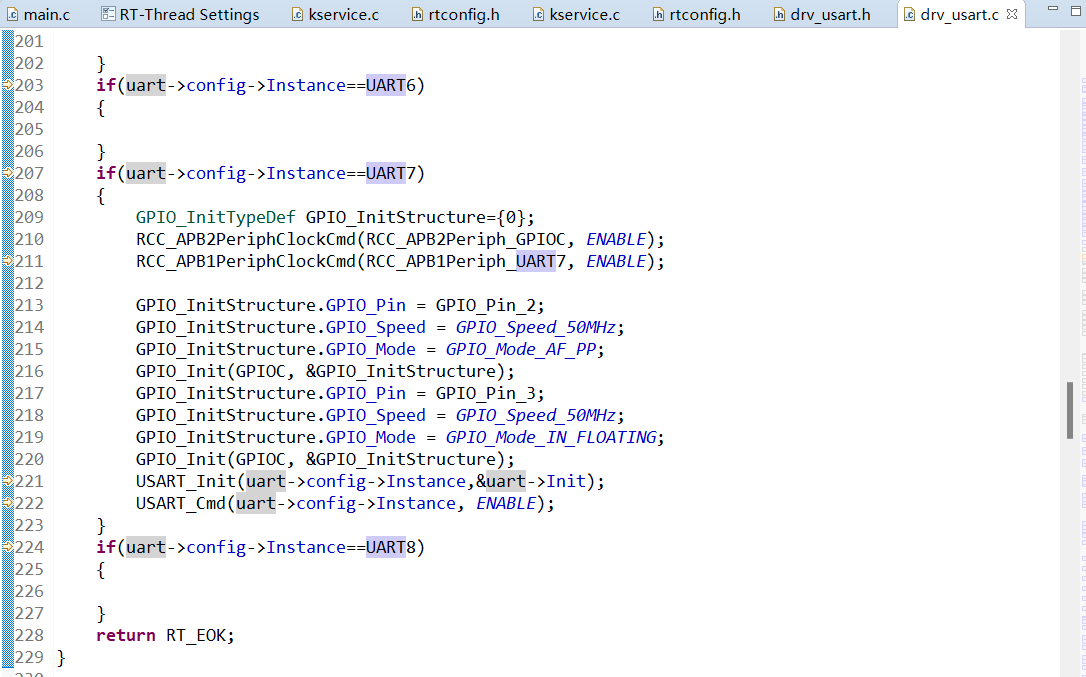 main.c RT-Thread Settings kservice.c rtconfig.h kservice.c rtconfig.h drv_usart.h drv_usart.c
201
202 }
203 if(uart->config->Instance==UART6)
204 {
205
206 }
207 if(uart->config->Instance==UART7)
208 {
209 GPIO_InitTypeDef GPIO_InitStructure={0};
210 RCC_APB2PeriphClockCmd(RCC_APB2Periph_GPIOC, ENABLE);
211 RCC_APB1PeriphClockCmd(RCC_APB1Periph_UART7, ENABLE);
212
213 GPIO_InitStructure.GPIO_Pin = GPIO_Pin_2;
214 GPIO_InitStructure.GPIO_Speed = GPIO_Speed_50MHz;
215 GPIO_InitStructure.GPIO_Mode = GPIO_Mode_AF_PP;
216 GPIO_Init(GPIOC, &GPIO_InitStructure);
217 GPIO_InitStructure.GPIO_Pin = GPIO_Pin_3;
218 GPIO_InitStructure.GPIO_Speed = GPIO_Speed_50MHz;
219 GPIO_InitStructure.GPIO_Mode = GPIO_Mode_IN_FLOATING;
220 GPIO_Init(GPIOC, &GPIO_InitStructure);
221 USART_Init(uart->config->Instance,&uart->Init);
222 USART_Cmd(uart->config->Instance, ENABLE);
223 }
224 if(uart->config->Instance==UART8)
225 {
226
227 }
228 return RT_EOK;
229 }